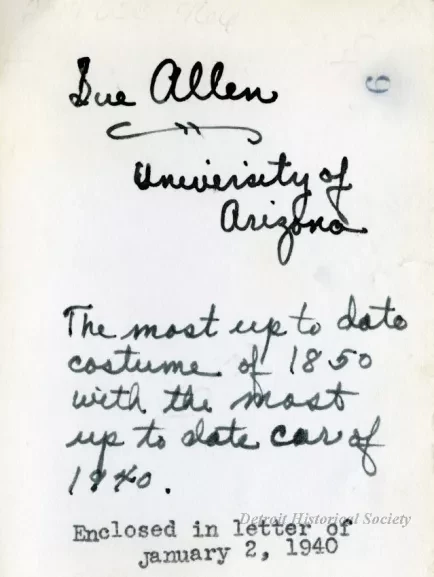 Sue Allen
6
University of
Arizona
The most up to date
costume of 1850
with the most
up to date car of
1940.
Detroit Historical Society
Enclosed in letter of
january 2, 1940